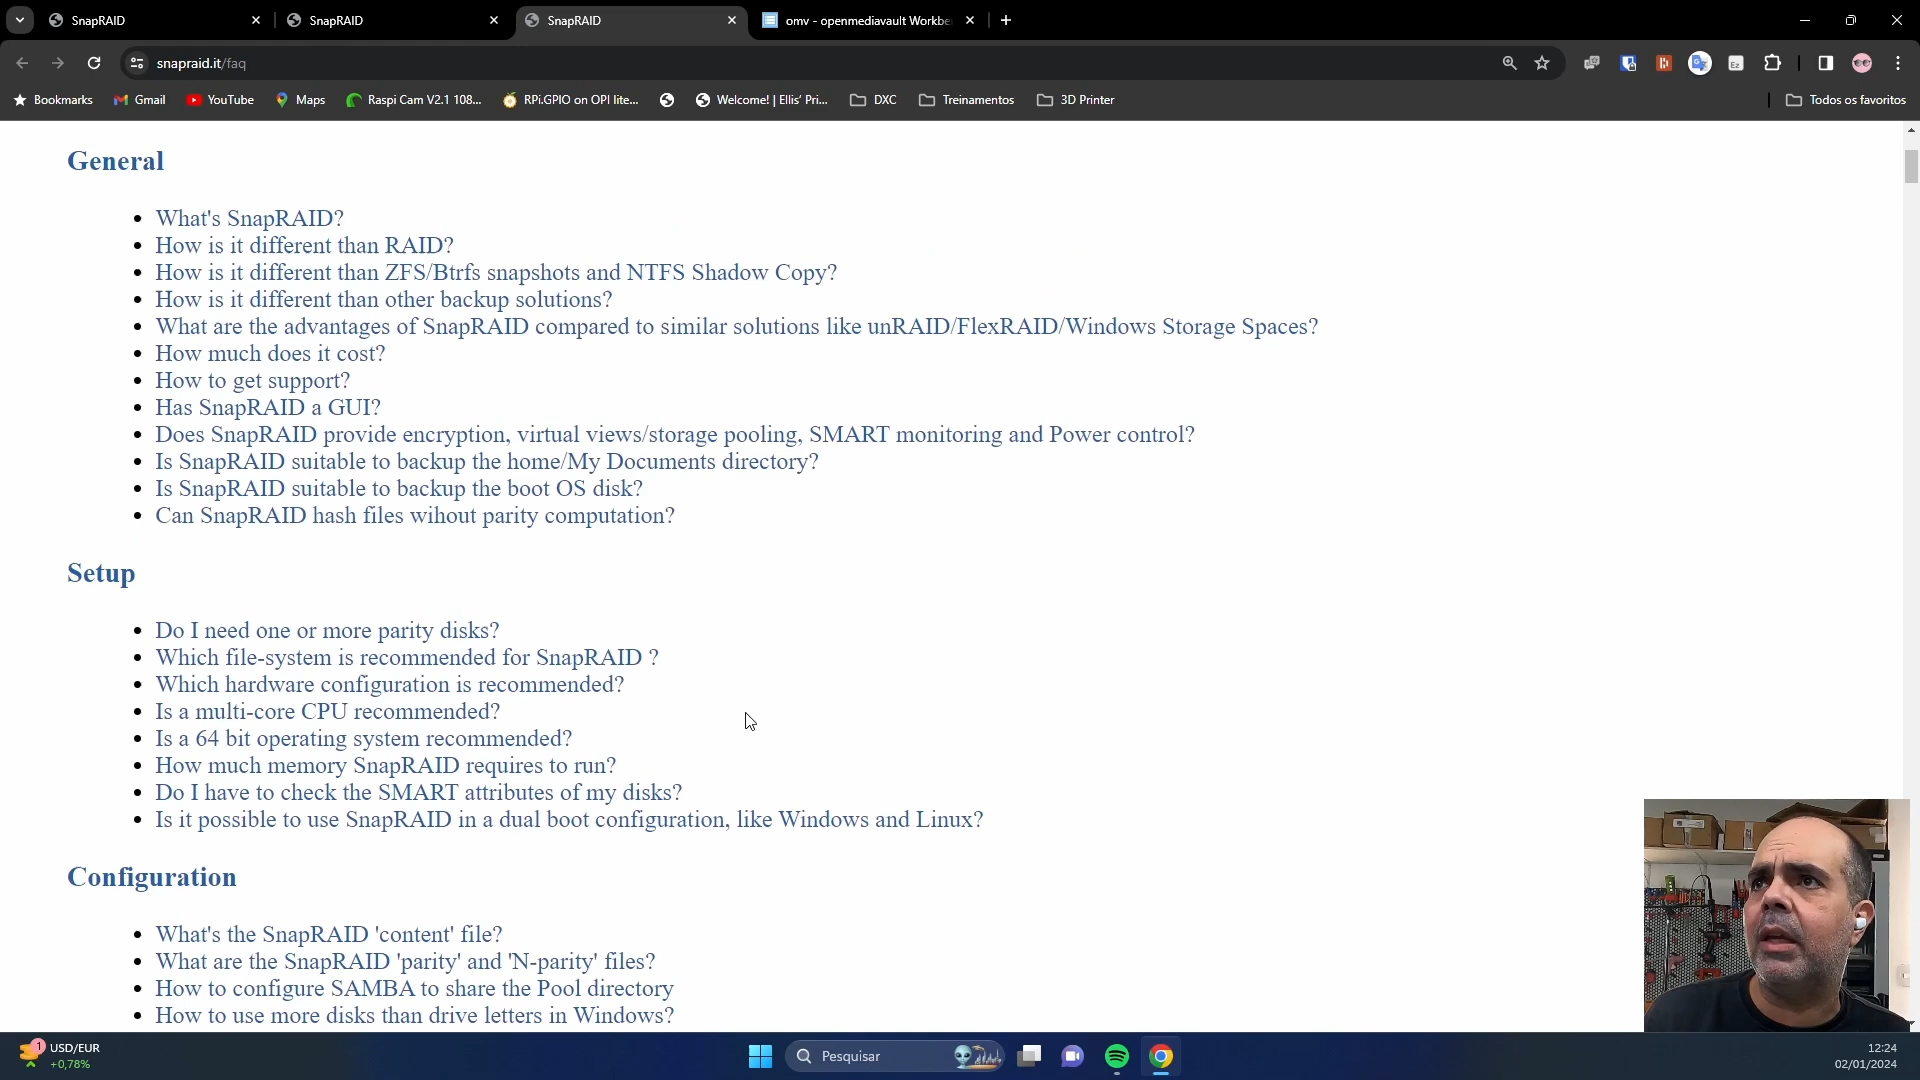 SnapRAID
SnapRAID
SnapRAID
omv - openmediavault Workbe
snapraid.it/faq
Bookmarks
Gmail
YouTube
Maps
Raspi Cam V2.1 108...
RPi.GPIO on OPI lite...
Welcome! | Ellis' Pri...
DXC
Treinamentos
3D Printer
Todos os favoritos
General
What's SnapRAID?
How is it different than RAID?
How is it different than ZFS/Btrfs snapshots and NTFS Shadow Copy?
How is it different than other backup solutions?
What are the advantages of SnapRAID compared to similar solutions like unRAID/FlexRAID/Windows Storage Spaces?
How much does it cost?
How to get support?
Has SnapRAID a GUI?
Does SnapRAID provide encryption, virtual views/storage pooling, SMART monitoring and Power control?
Is SnapRAID suitable to backup the home/My Documents directory?
Is SnapRAID suitable to backup the boot OS disk?
Can SnapRAID hash files wihout parity computation?
Setup
Do I need one or more parity disks?
Which file-system is recommended for SnapRAID ?
Which hardware configuration is recommended?
Is a multi-core CPU recommended?
Is a 64 bit operating system recommended?
How much memory SnapRAID requires to run?
Do I have to check the SMART attributes of my disks?
Is it possible to use SnapRAID in a dual boot configuration, like Windows and Linux?
Configuration
What's the SnapRAID 'content' file?
What are the SnapRAID 'parity' and 'N-parity' files?
How to configure SAMBA to share the Pool directory
How to use more disks than drive letters in Windows?
1
USD/EUR
+0,78%
Pesquisar
12:24
02/01/2024